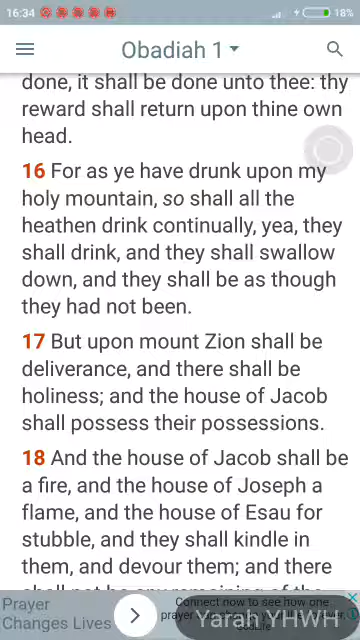 16:34 18%
Obadiah 1
done, it shall be done unto thee: thy
reward shall return upon thine own
head.
16 For as ye have drunk upon my
holy mountain, so shall all the
heathen drink continually, yea, they
shall drink, and they shall swallow
down, and they shall be as though
they had not been.
17 But upon mount Zion shall be
deliverance, and there shall be
holiness; and the house of Jacob
shall possess their possessions.
18 And the house of Jacob shall be
a fire, and the house of Joseph a
flame, and the house of Esau for
stubble, and they shall kindle in
them, and devour them; and there
Prayer
Changes Lives
Connect now to see how one
prayer
Yarah YHWH